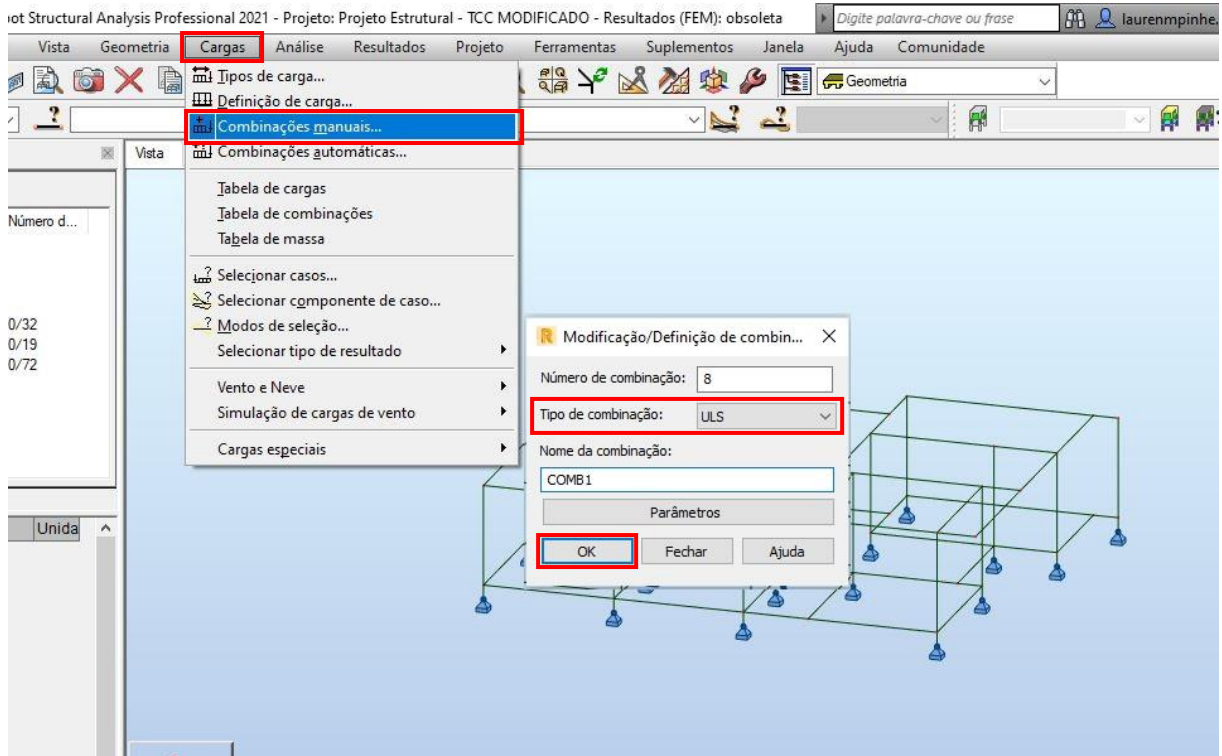 oot Structural Analysis Professional 2021 - Projeto: Projeto Estrutural - TCC MODIFICADO - Resultados (FEM): obsoleta
Digite palavra-chave ou frase
laurenmpinhe.
Vista Geometria Cargas Análise Resultados Projeto Ferramentas Suplementos Janela Ajuda Comunidade
Tipos de carga...
Geometria
Definição de carga...
Combinações manuais...
Combinações automáticas...
Vista
Tabela de cargas
Tabela de combinações
Tabela de massa
Número d...
Selecionar casos...
Selecionar componente de caso...
Modos de seleção...
Selecionar tipo de resultado
0/32
0/19
0/72
Vento e Neve
Simulação de cargas de vento
Cargas especiais
Modificação/Definição de combin...
Número de combinação: 8
Tipo de combinação: ULS
Nome da combinação:
COMB1
Parâmetros
OK Fechar Ajuda
Unida